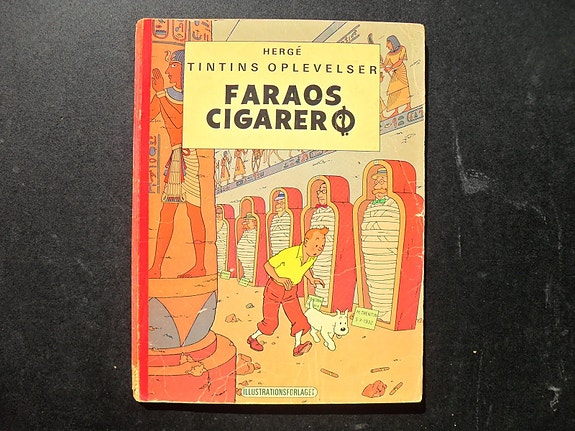 HERGÉ
TINTINS OPLEVELSER
FARAOS
CIGARER
ILLUSTRATIONSFORLAGET